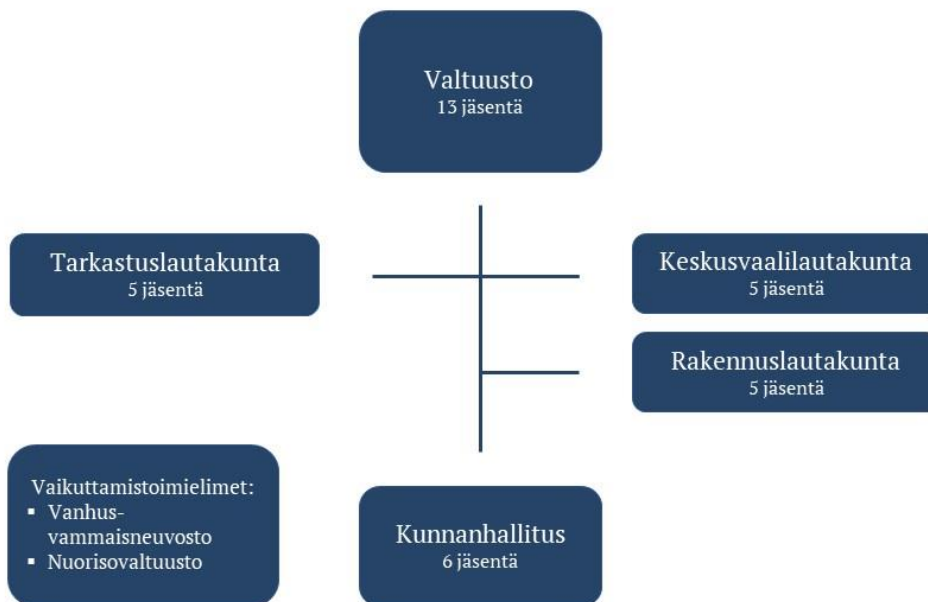 Valtuusto
13 jäsentä
Tarkastuslautakunta
5 jäsentä
Keskusvaalilautakunta
5 jäsentä
Rakennuslautakunta
5 jäsentä
Vaikuttamistoimielimet:
▪ Vanhus-
vammaisneuvosto
▪ Nuorisovaltuusto
Kunnanhallitus
6 jäsentä